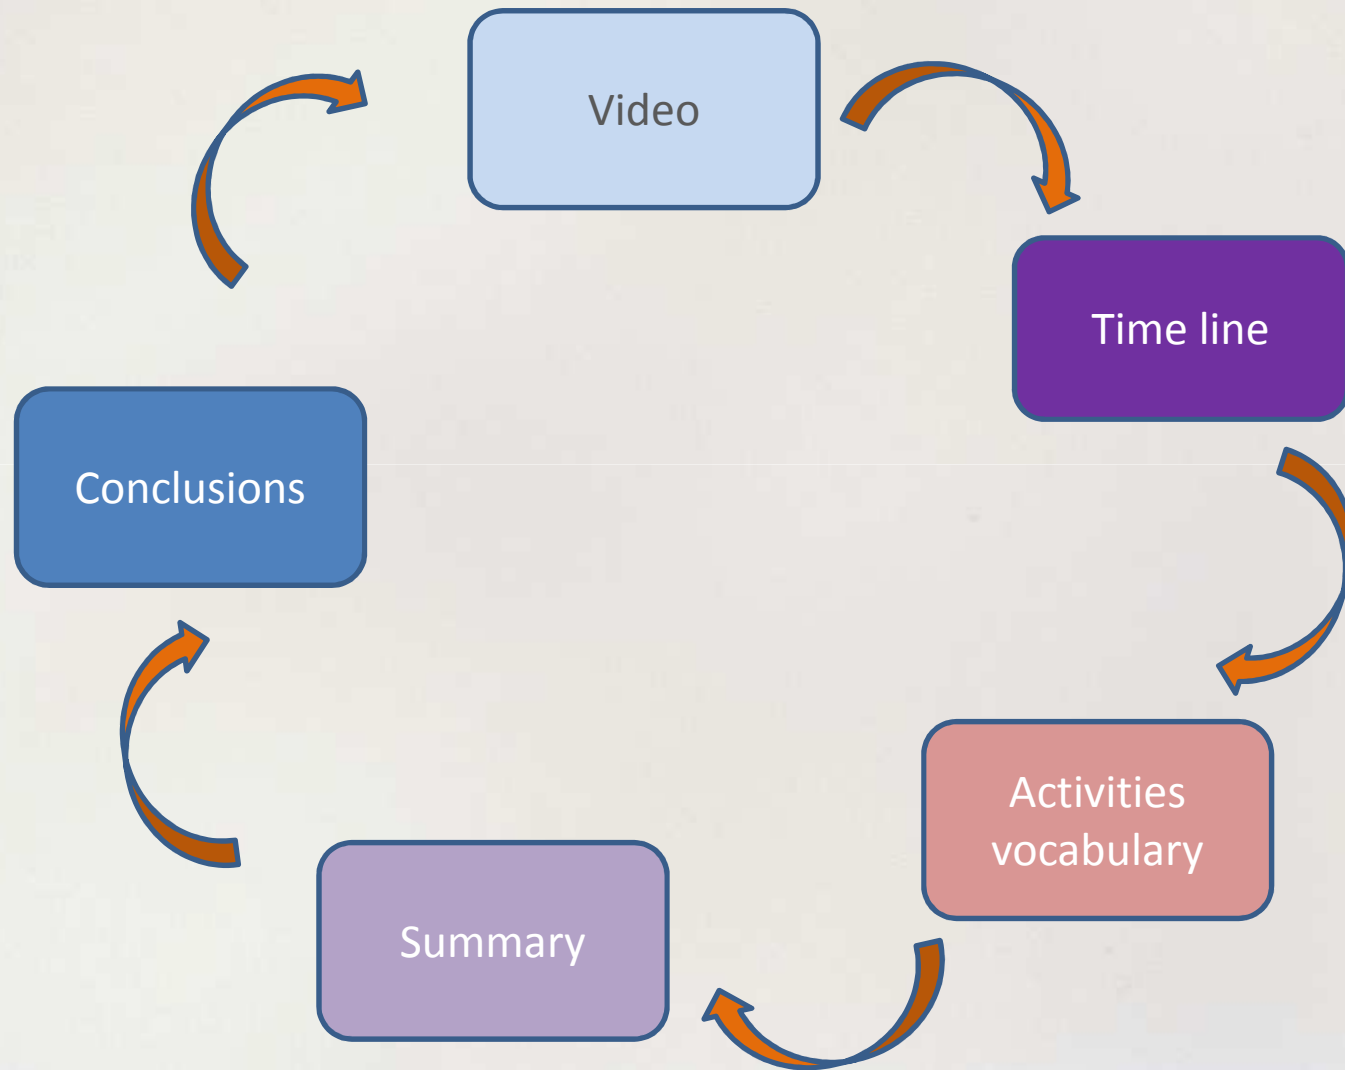 Video
Time line
Activities
vocabulary
Summary
Conclusions